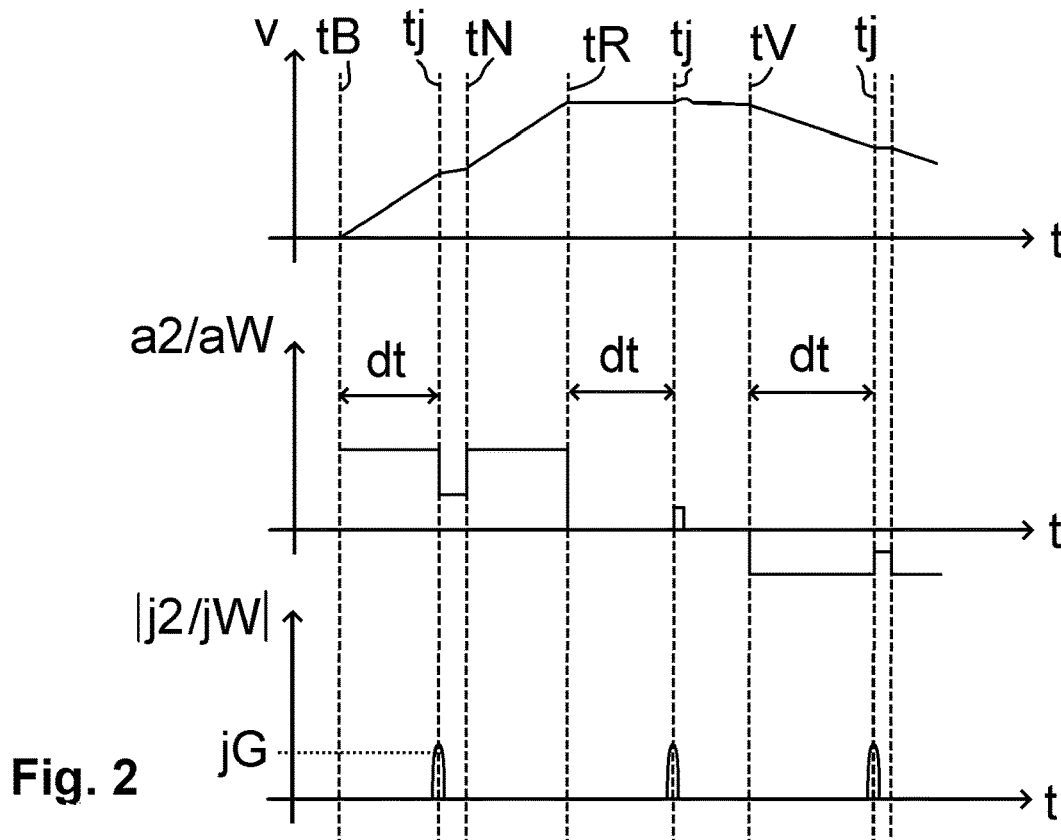 v tB tj tN tR tj tV tj
t
a2/aW
dt dt dt
t
|j2/jW|
jG
Fig. 2
t